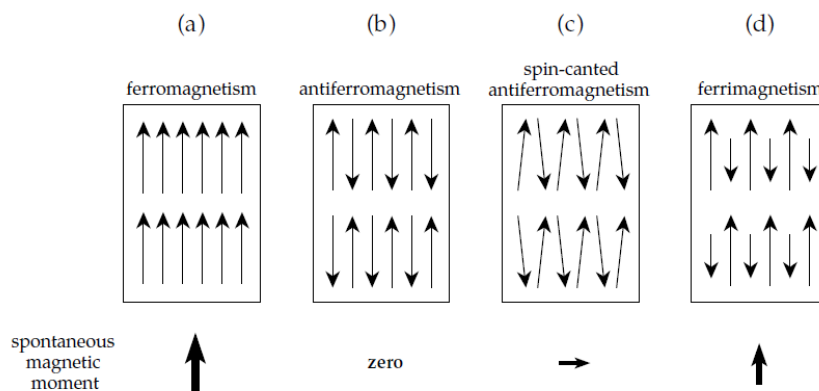 (a)
(b)
(c)
(d)
ferromagnetism
antiferromagnetism
spin-canted
antiferromagnetism
ferrimagnetism
spontaneous
magnetic
moment
zero